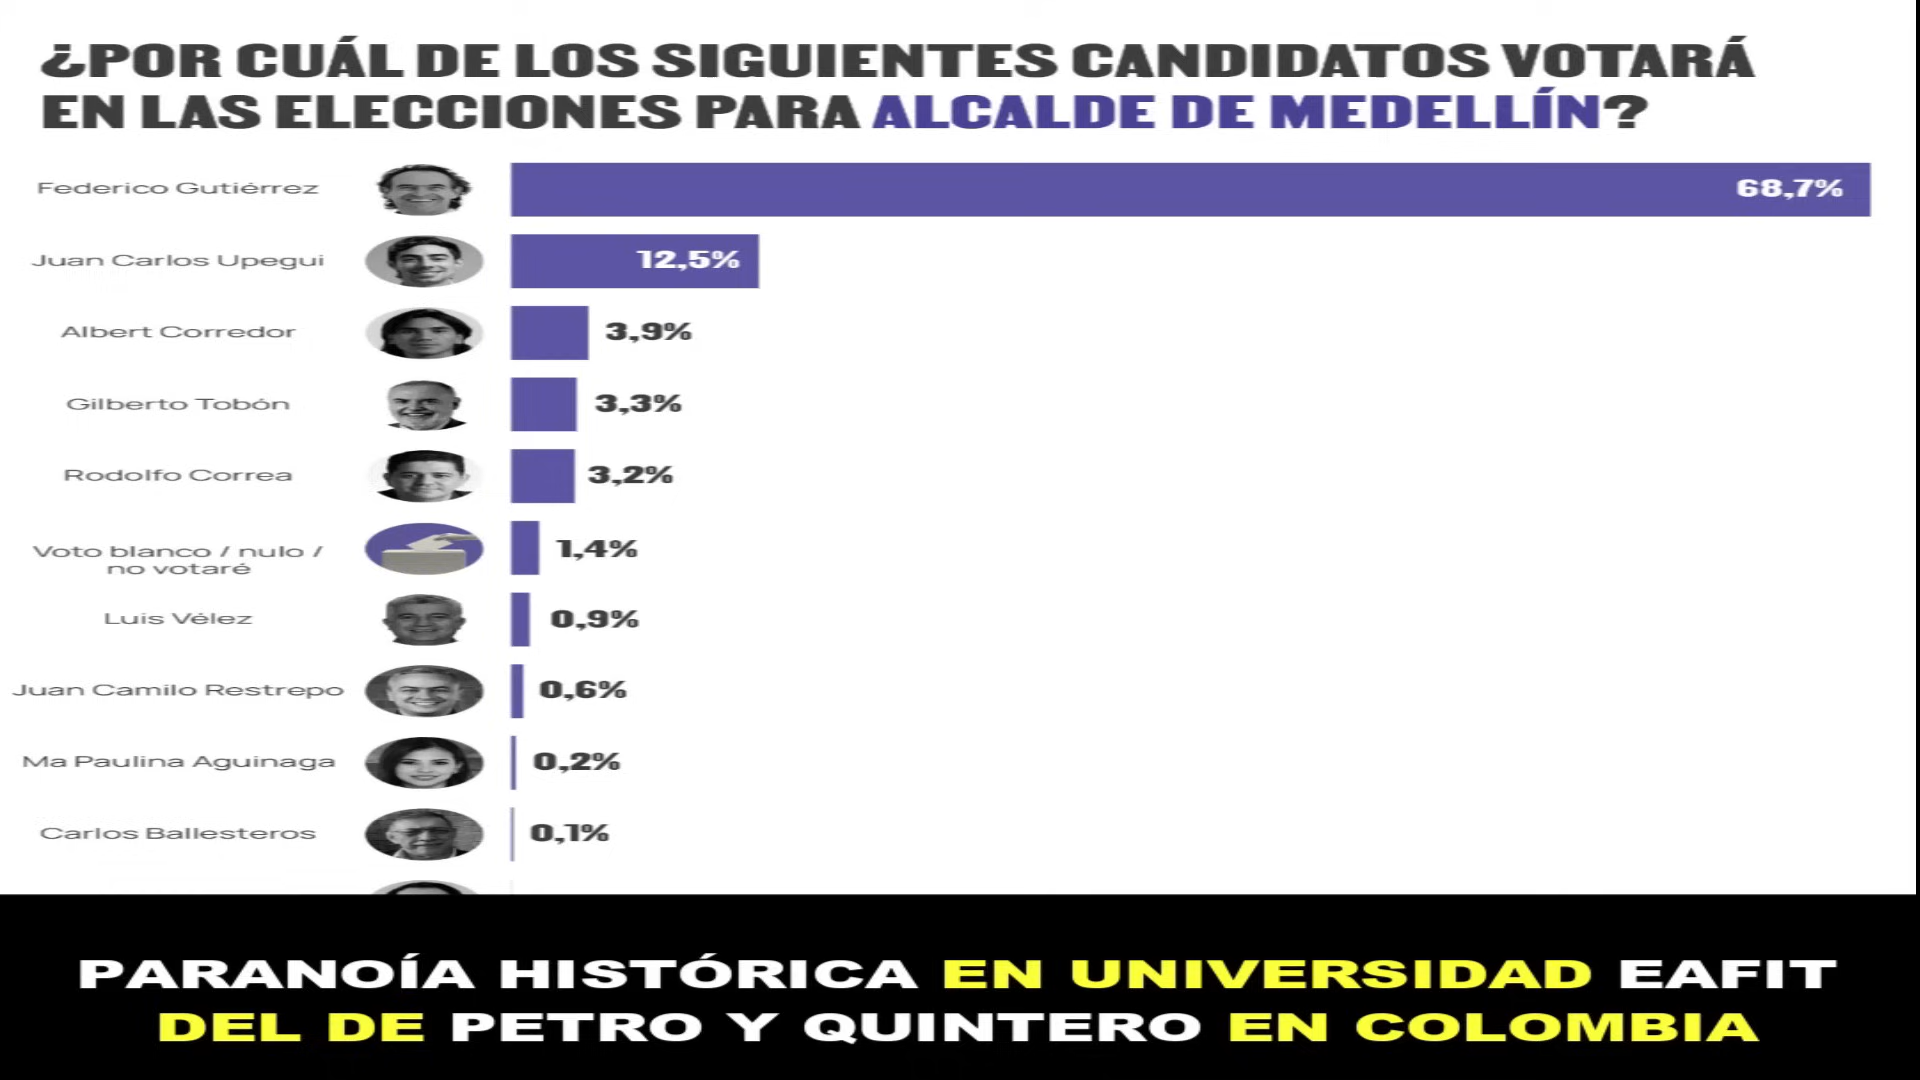 ¿POR CUÁL DE LOS SIGUIENTES CANDIDATOS VOTARÁ
EN LAS ELECCIONES PARA ALCALDE DE MEDELLÍN?
Federico Gutiérrez 68,7%
Juan Carlos Upegui 12,5%
Albert Corredor 3,9%
Gilberto Tobón 3,3%
Rodolfo Correa 3,2%
Voto blanco / nulo /
no votaré 1,4%
Luis Vélez 0,9%
Juan Camilo Restrepo 0,6%
Ma Paulina Aguinaga 0,2%
Carlos Ballesteros 0,1%
PARANOÍA HISTÓRICA EN UNIVERSIDAD EAFIT
DEL DE PETRO Y QUINTERO EN COLOMBIA